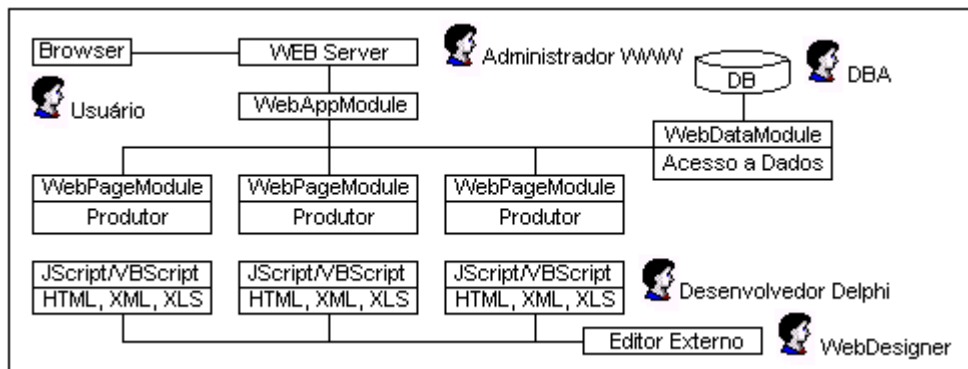 Browser
WEB Server
Administrador WWW
DB
DBA
Usuário
WebAppModule
WebDataModule
Acesso a Dados
WebPageModule
WebPageModule
WebPageModule
Produtor
Produtor
Produtor
JScript/VBScript
JScript/VBScript
JScript/VBScript
HTML, XML, XLS
HTML, XML, XLS
HTML, XML, XLS
Desenvolvedor Delphi
Editor Externo
WebDesigner